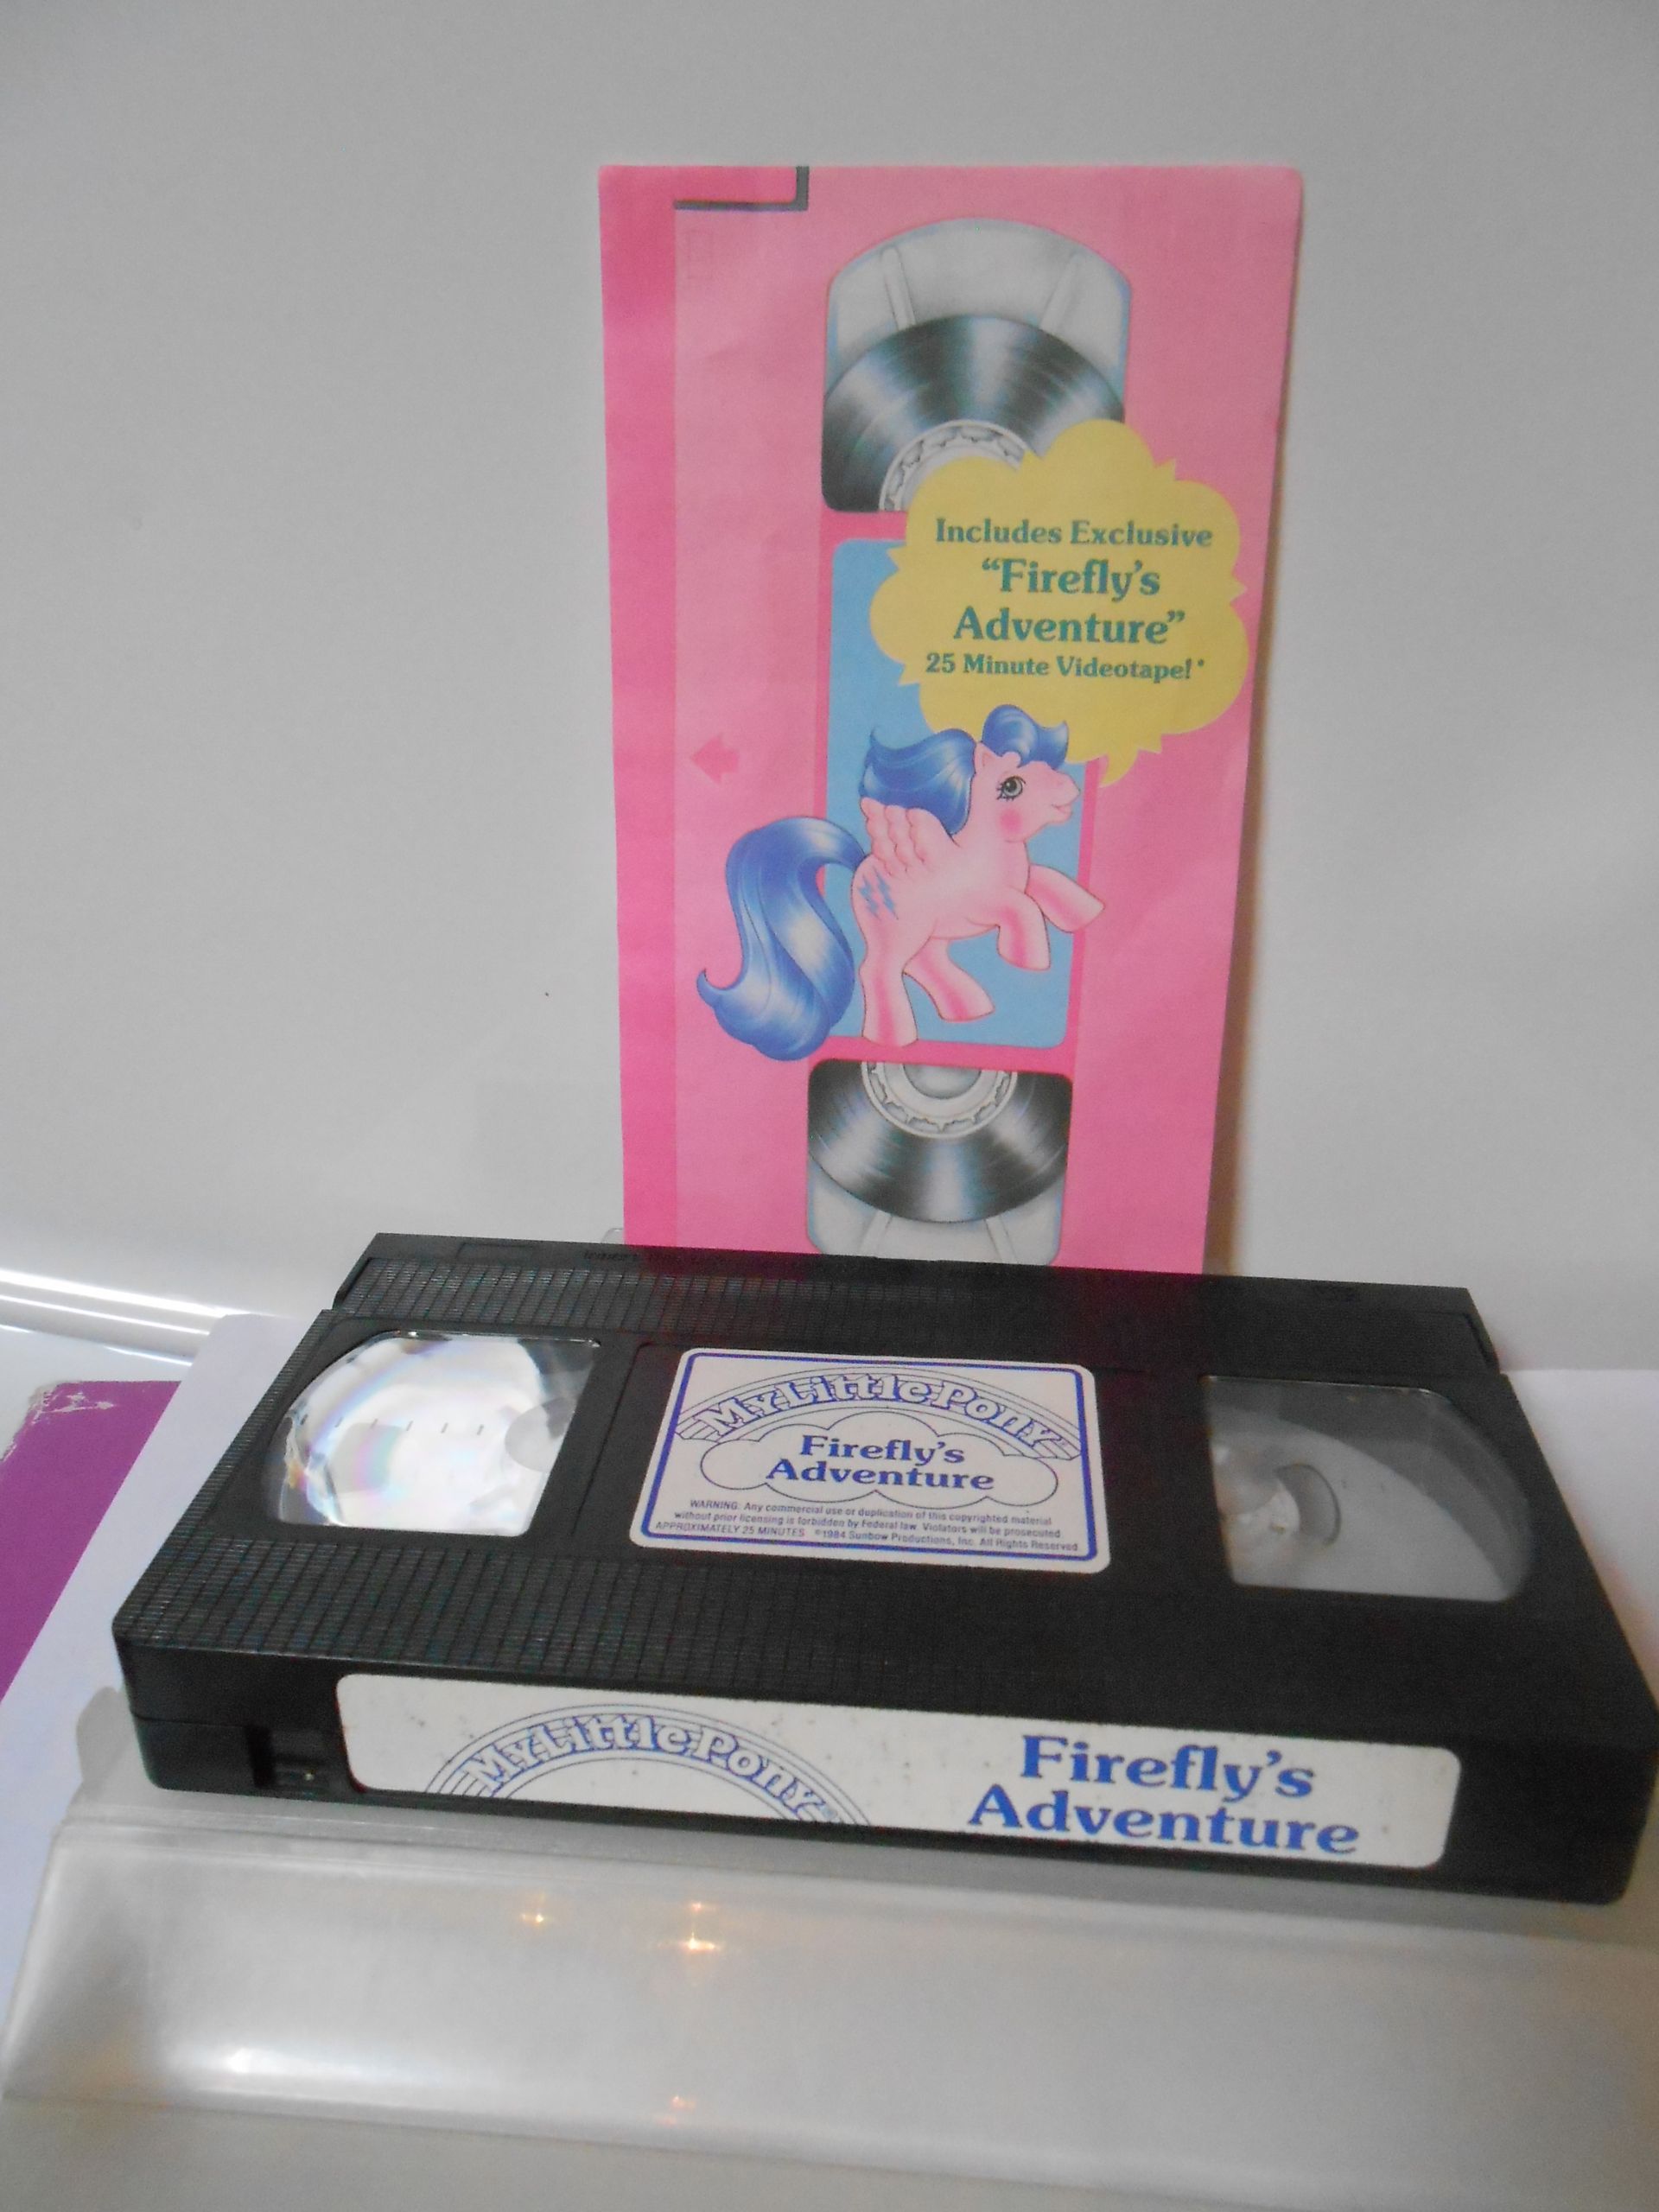 Includes Exclusive
"Firefly's
Adventure"
25 Minute Videotape!*
My Little Pony
Firefly's
Adventure
WARNING: Any commercial use or duplication of this copyrighted material
without prior licensing is forbidden by Federal law. Violators will be prosecuted
APPROXIMATELY 25 MINUTES ©1984 Sunbow Productions, Inc. All Rights Reserved
My Little Pony®
Firefly's
Adventure